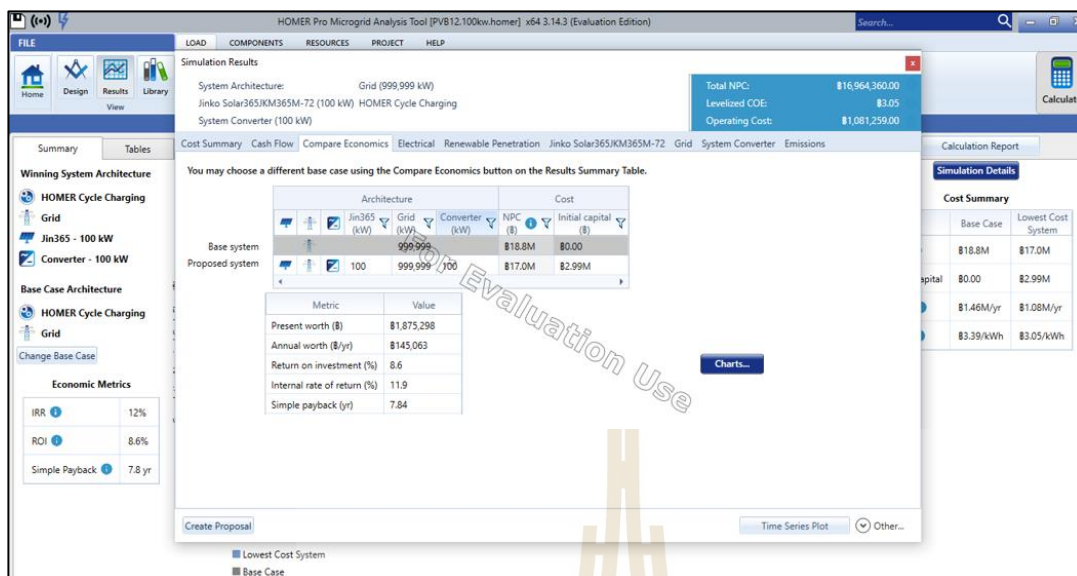 HOMER Pro Microgrid Analysis Tool [PVB12.100kw.homer] x64 3.14.3 (Evaluation Edition)
Search...
FILE
LOAD COMPONENTS RESOURCES PROJECT HELP
Home
Design
Results
Library
View
Calculat
Simulation Results
x
System Architecture: Grid (999,999 kW)
Jinko Solar365JKM365M-72 (100 kW) HOMER Cycle Charging
System Converter (100 kW)
Total NPC: ฿16,964,360.00
Levelized COE: ฿3.05
Operating Cost: ฿1,081,259.00
Cost Summary Cash Flow Compare Economics Electrical Renewable Penetration Jinko Solar365JKM365M-72 Grid System Converter Emissions
You may choose a different base case using the Compare Economics button on the Results Summary Table.
Architecture Cost
Jin365 (kW) Grid (kW) Converter (kW) NPC (฿) Initial capital (฿)
Base system 999,999 ฿18.8M ฿0.00
Proposed system 100 999,999 100 ฿17.0M ฿2.99M
Metric Value
Present worth (฿) ฿1,875,298
Annual worth (฿/yr) ฿145,063
Return on investment (%) 8.6
Internal rate of return (%) 11.9
Simple payback (yr) 7.84
Charts...
For Evaluation Use
Create Proposal
Time Series Plot
Other...
Summary Tables
Winning System Architecture
HOMER Cycle Charging
Grid
Jin365 - 100 kW
Converter - 100 kW
Base Case Architecture
HOMER Cycle Charging
Grid
Change Base Case
Economic Metrics
IRR 12%
ROI 8.6%
Simple Payback 7.8 yr
Calculation Report
Simulation Details
Cost Summary
Base Case Lowest Cost System
฿18.8M ฿17.0M
apital ฿0.00 ฿2.99M
฿1.46M/yr ฿1.08M/yr
฿3.39/kWh ฿3.05/kWh
Lowest Cost System
Base Case